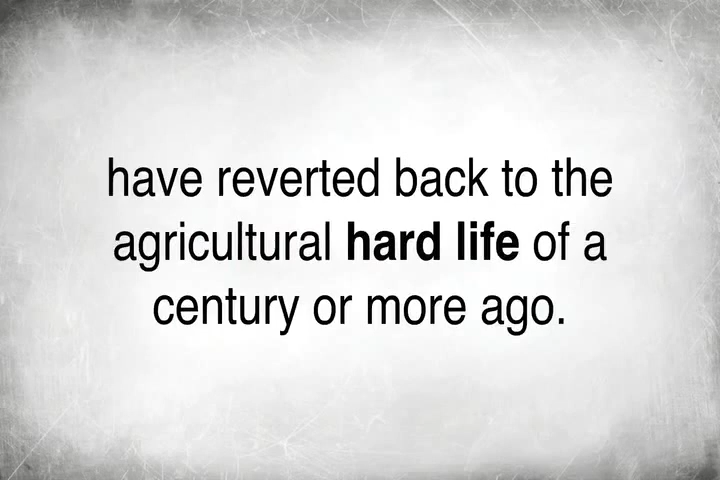 have reverted back to the
agricultural hard life of a
century or more ago.